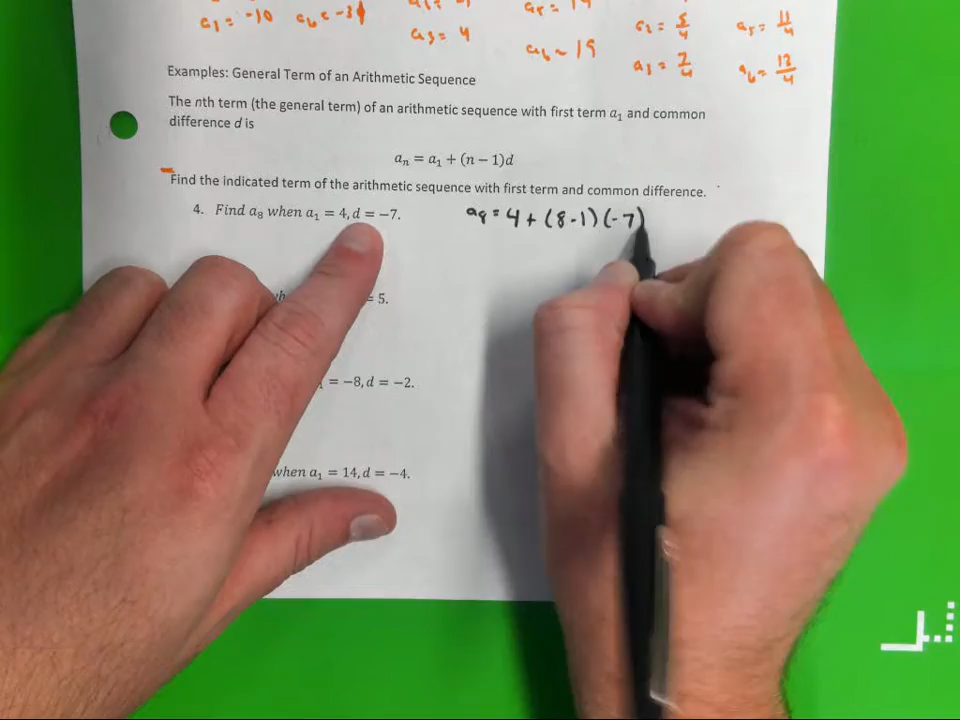 a₁ = -10 a₆ = -3
a₃ = 4
a₆ = 19
a₂ = 5/4 a₅ = 11/4
a₃ = 7/4 a₆ = 13/4
Examples: General Term of an Arithmetic Sequence
The nth term (the general term) of an arithmetic sequence with first term a₁ and common
difference d is
aₙ = a₁ + (n − 1)d
Find the indicated term of the arithmetic sequence with first term and common difference.
4. Find a₈ when a₁ = 4, d = −7. a₈ = 4 + (8-1)(-7)
= 5.
= −8, d = −2.
when a₁ = 14, d = −4.